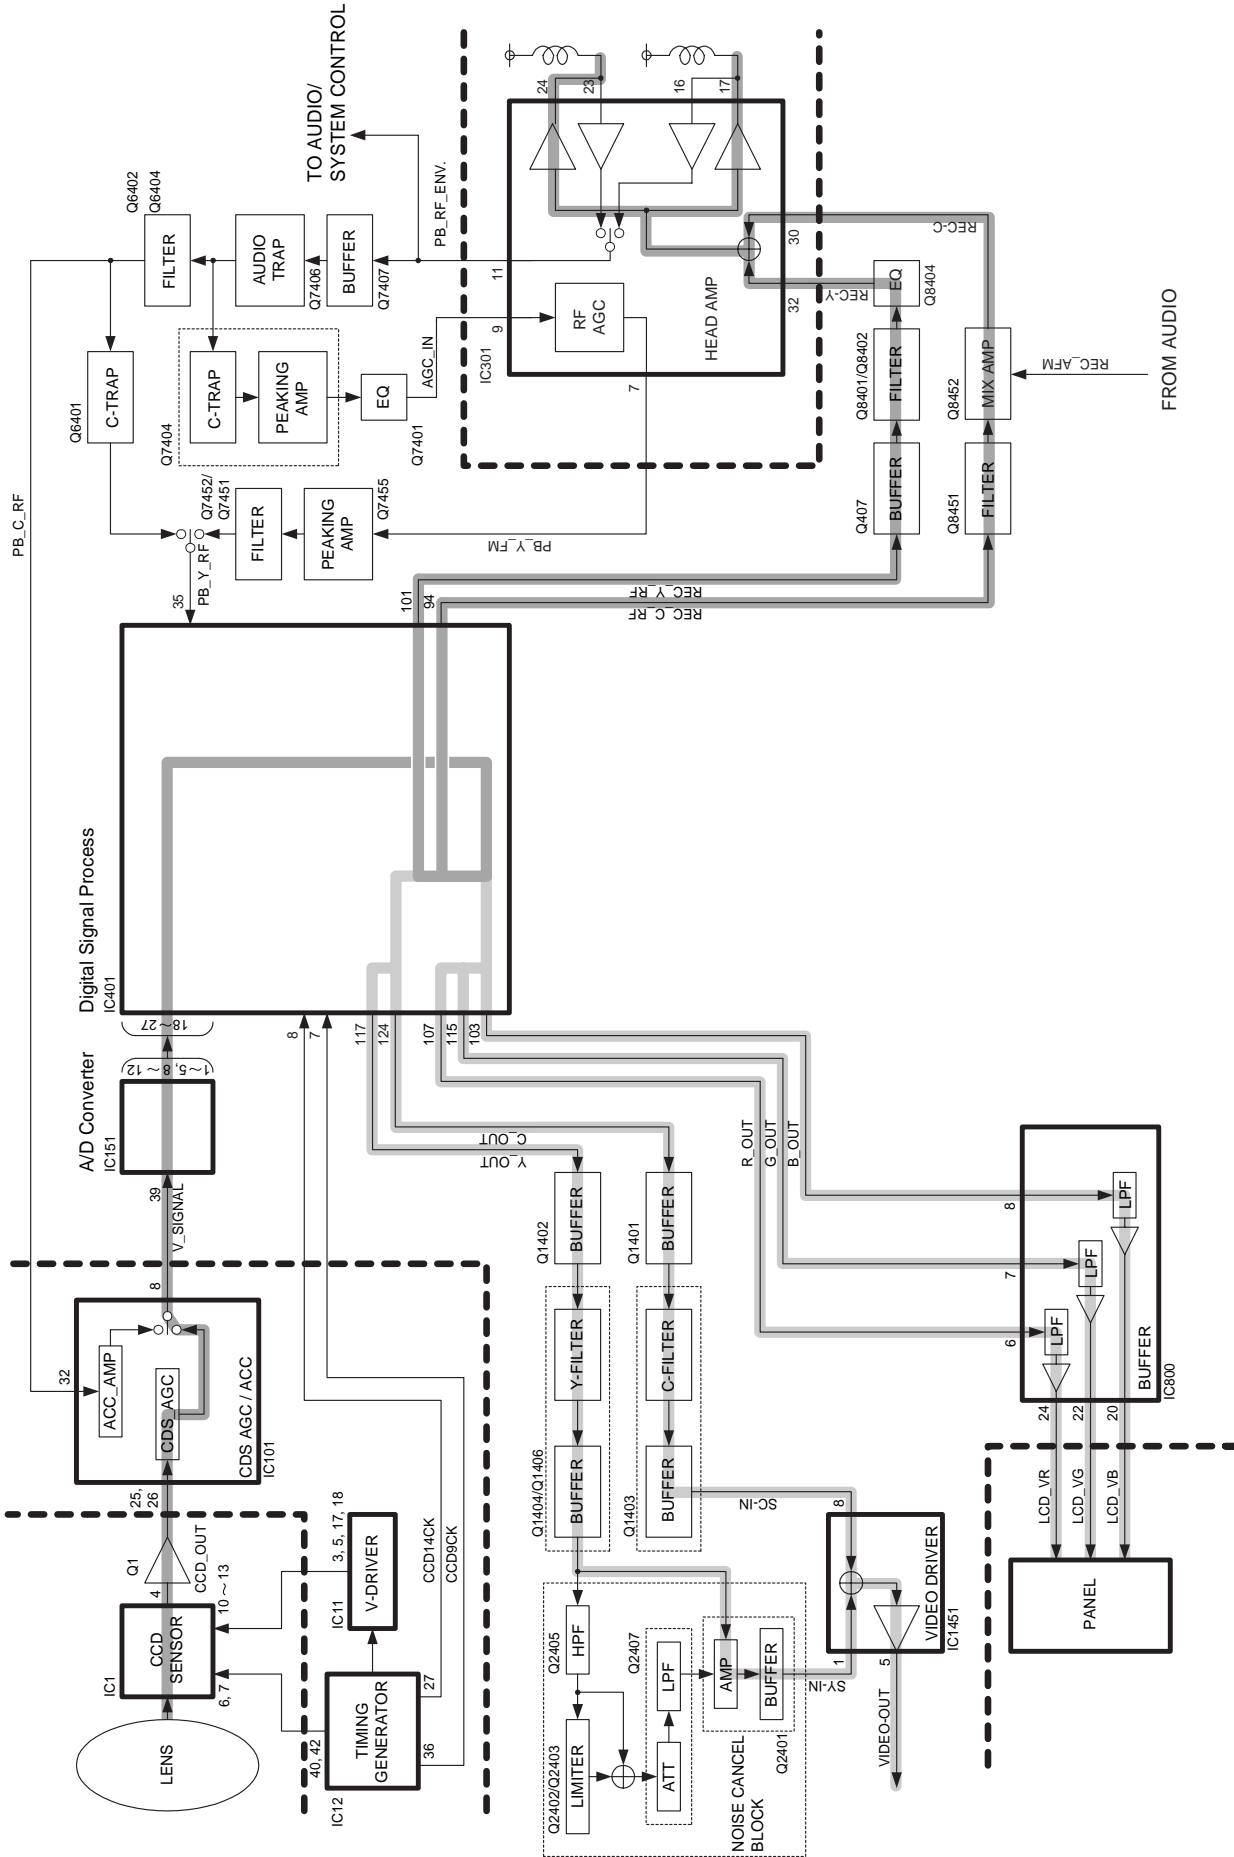 TO AUDIO/
SYSTEM CONTROL
Q6402
Q6404
FILTER
AUDIO
TRAP
Q7406
BUFFER
Q7407
PB_RF_ENV.
PB_C_RF
Q6401
C-TRAP
Q7404
C-TRAP
PEAKING
AMP
EQ
Q7401
AGC_IN
Q7452/
Q7451
FILTER
PEAKING
AMP
Q7455
PB_Y_RF
PB_Y_FM
35
IC301
HEAD AMP
RF
AGC
11
9
7
24
23
16
17
30
32
REC-C
REC-Y
EQ
Q8404
Q8401/Q8402
FILTER
Q407
BUFFER
Q8452
MIX AMP
Q8451
FILTER
REC_AFM
FROM AUDIO
REC_Y_RF
REC_C_RF
101
94
Digital Signal Process
IC401
18~27
8
7
117
124
107
115
103
A/D Converter
IC151
1~5, 8 ~ 12
39
V_SIGNAL
8
32
ACC_AMP
CDS_AGC
CDS AGC / ACC
IC101
25,
26
Q1
4
CCD_OUT
10 ~ 13
IC1
CCD
SENSOR
6, 7
LENS
3, 5, 17, 18
IC11
V-DRIVER
40, 42
TIMING
GENERATOR
IC12
27
36
CCD14CK
CCD9CK
C_OUT
Y_OUT
Q1402
BUFFER
Y-FILTER
Q1404/Q1406
BUFFER
Q1401
BUFFER
C-FILTER
Q1403
BUFFER
SC-IN
R_OUT
G_OUT
B_OUT
Q2405
HPF
Q2402/Q2403
LIMITER
Q2407
LPF
ATT
AMP
BUFFER
Q2401
NOISE CANCEL
BLOCK
SY-IN
8
1
5
VIDEO DRIVER
IC1451
VIDEO-OUT
8
7
6
LPF
LPF
LPF
BUFFER
IC800
24
22
20
LCD_VR
LCD_VG
LCD_VB
PANEL